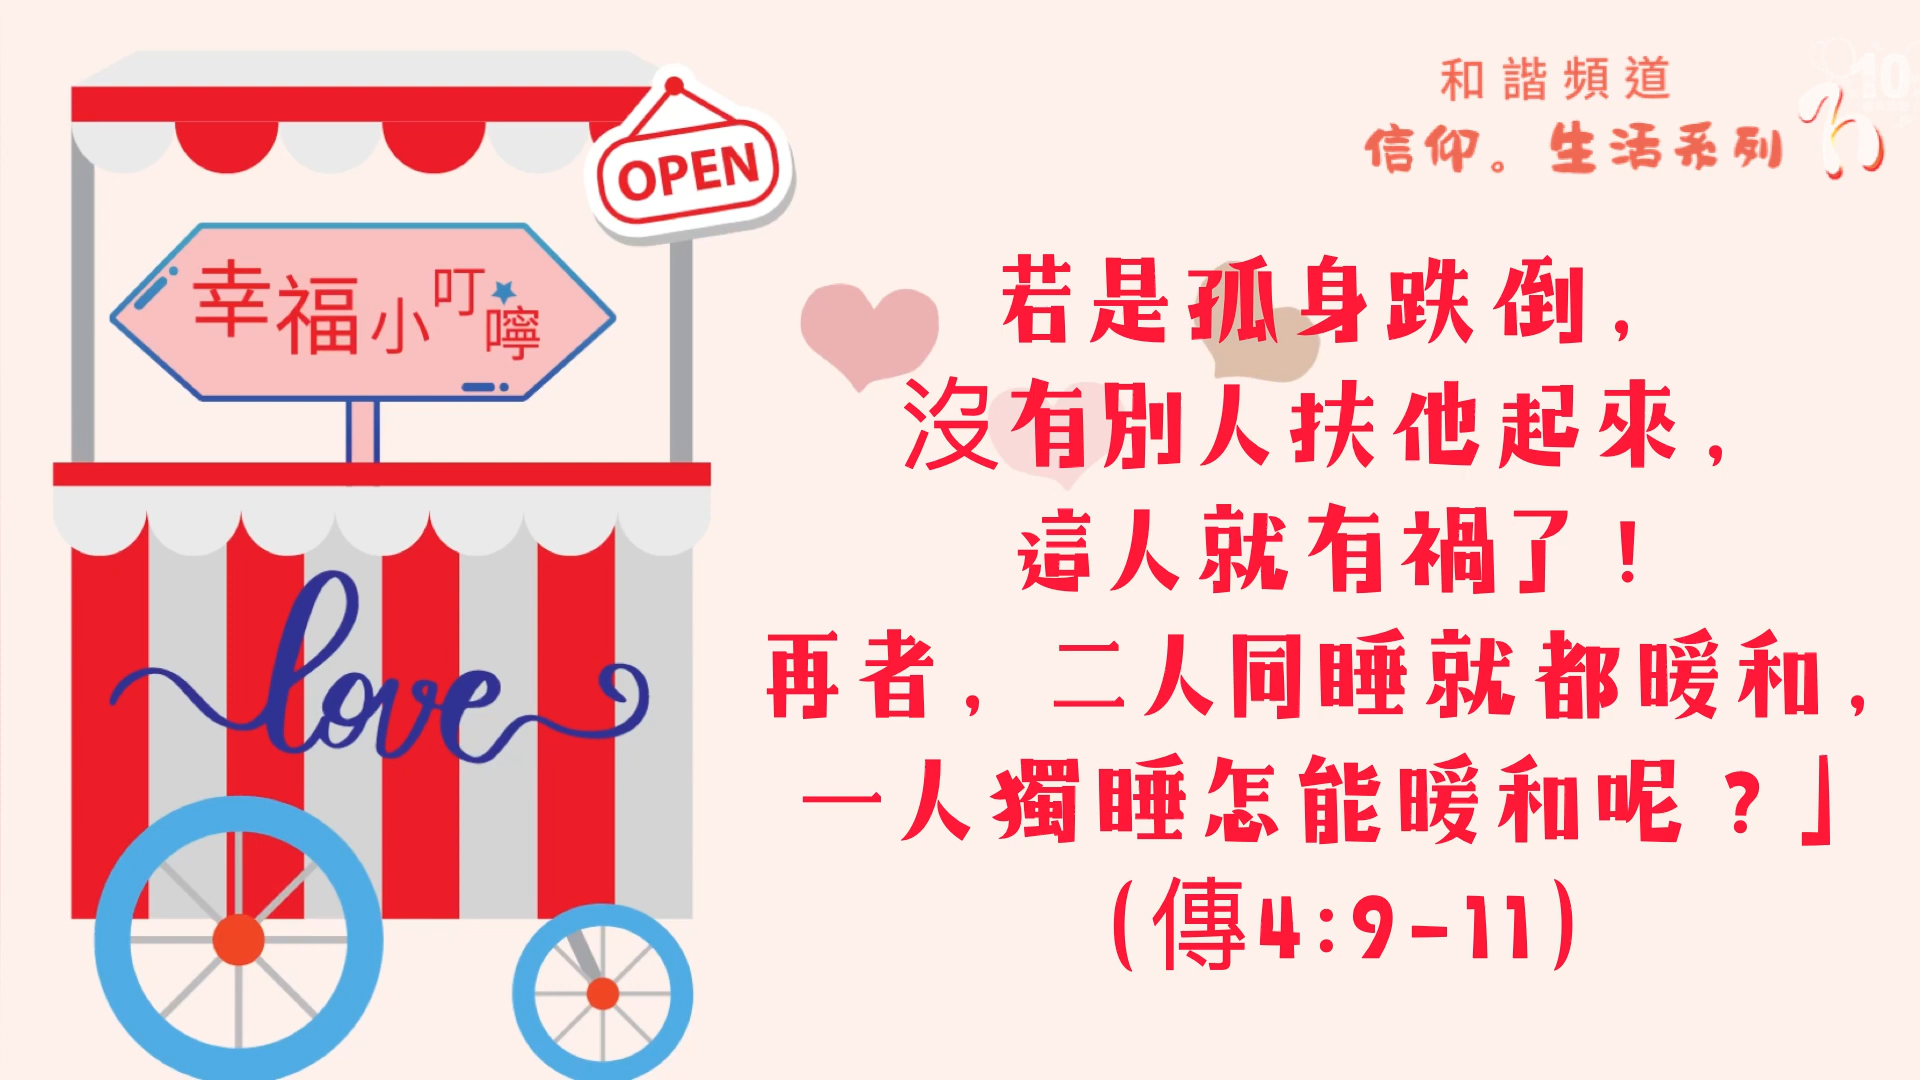 和諧頻道
信仰。生活系列
10
OPEN
幸福小叮嚀
若是孤身跌倒，
沒有別人扶他起來，
這人就有禍了！
再者，二人同睡就都暖和，
一人獨睡怎能暖和呢？」
(傳4:9-11)
love